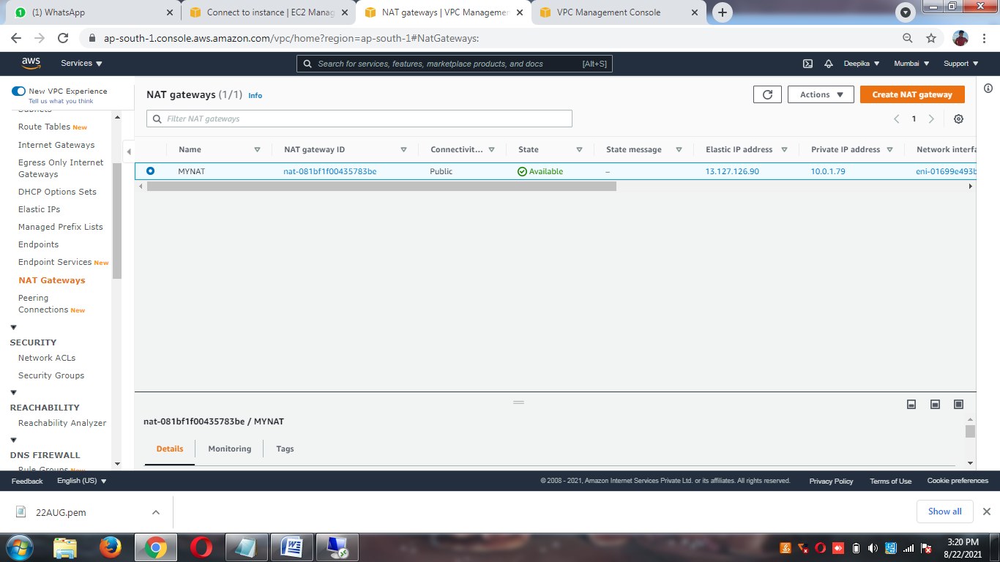 (1) WhatsApp
Connect to instance | EC2 Manag
NAT gateways | VPC Managemen
VPC Management Console
ap-south-1.console.aws.amazon.com/vpc/home?region=ap-south-1#NatGateways:
aws
Services
Search for services, features, marketplace products, and docs
[Alt+S]
Deepika
Mumbai
Support
New VPC Experience
Tell us what you think
Subnets
Route Tables New
Internet Gateways
Egress Only Internet
Gateways
DHCP Options Sets
Elastic IPs
Managed Prefix Lists
Endpoints
Endpoint Services New
NAT Gateways
Peering
Connections New
SECURITY
Network ACLs
Security Groups
REACHABILITY
Reachability Analyzer
DNS FIREWALL
Rule Groups New
NAT gateways (1/1) Info
Actions
Create NAT gateway
Filter NAT gateways
1
Name
NAT gateway ID
Connectivit...
State
State message
Elastic IP address
Private IP address
Network interfa
MYNAT
nat-081bf1f00435783be
Public
Available
–
13.127.126.90
10.0.1.79
eni-01699e493b
nat-081bf1f00435783be / MYNAT
Details
Monitoring
Tags
Feedback
English (US)
© 2008 - 2021, Amazon Internet Services Private Ltd. or its affiliates. All rights reserved.
Privacy Policy
Terms of Use
Cookie preferences
22AUG.pem
Show all
3:20 PM
8/22/2021